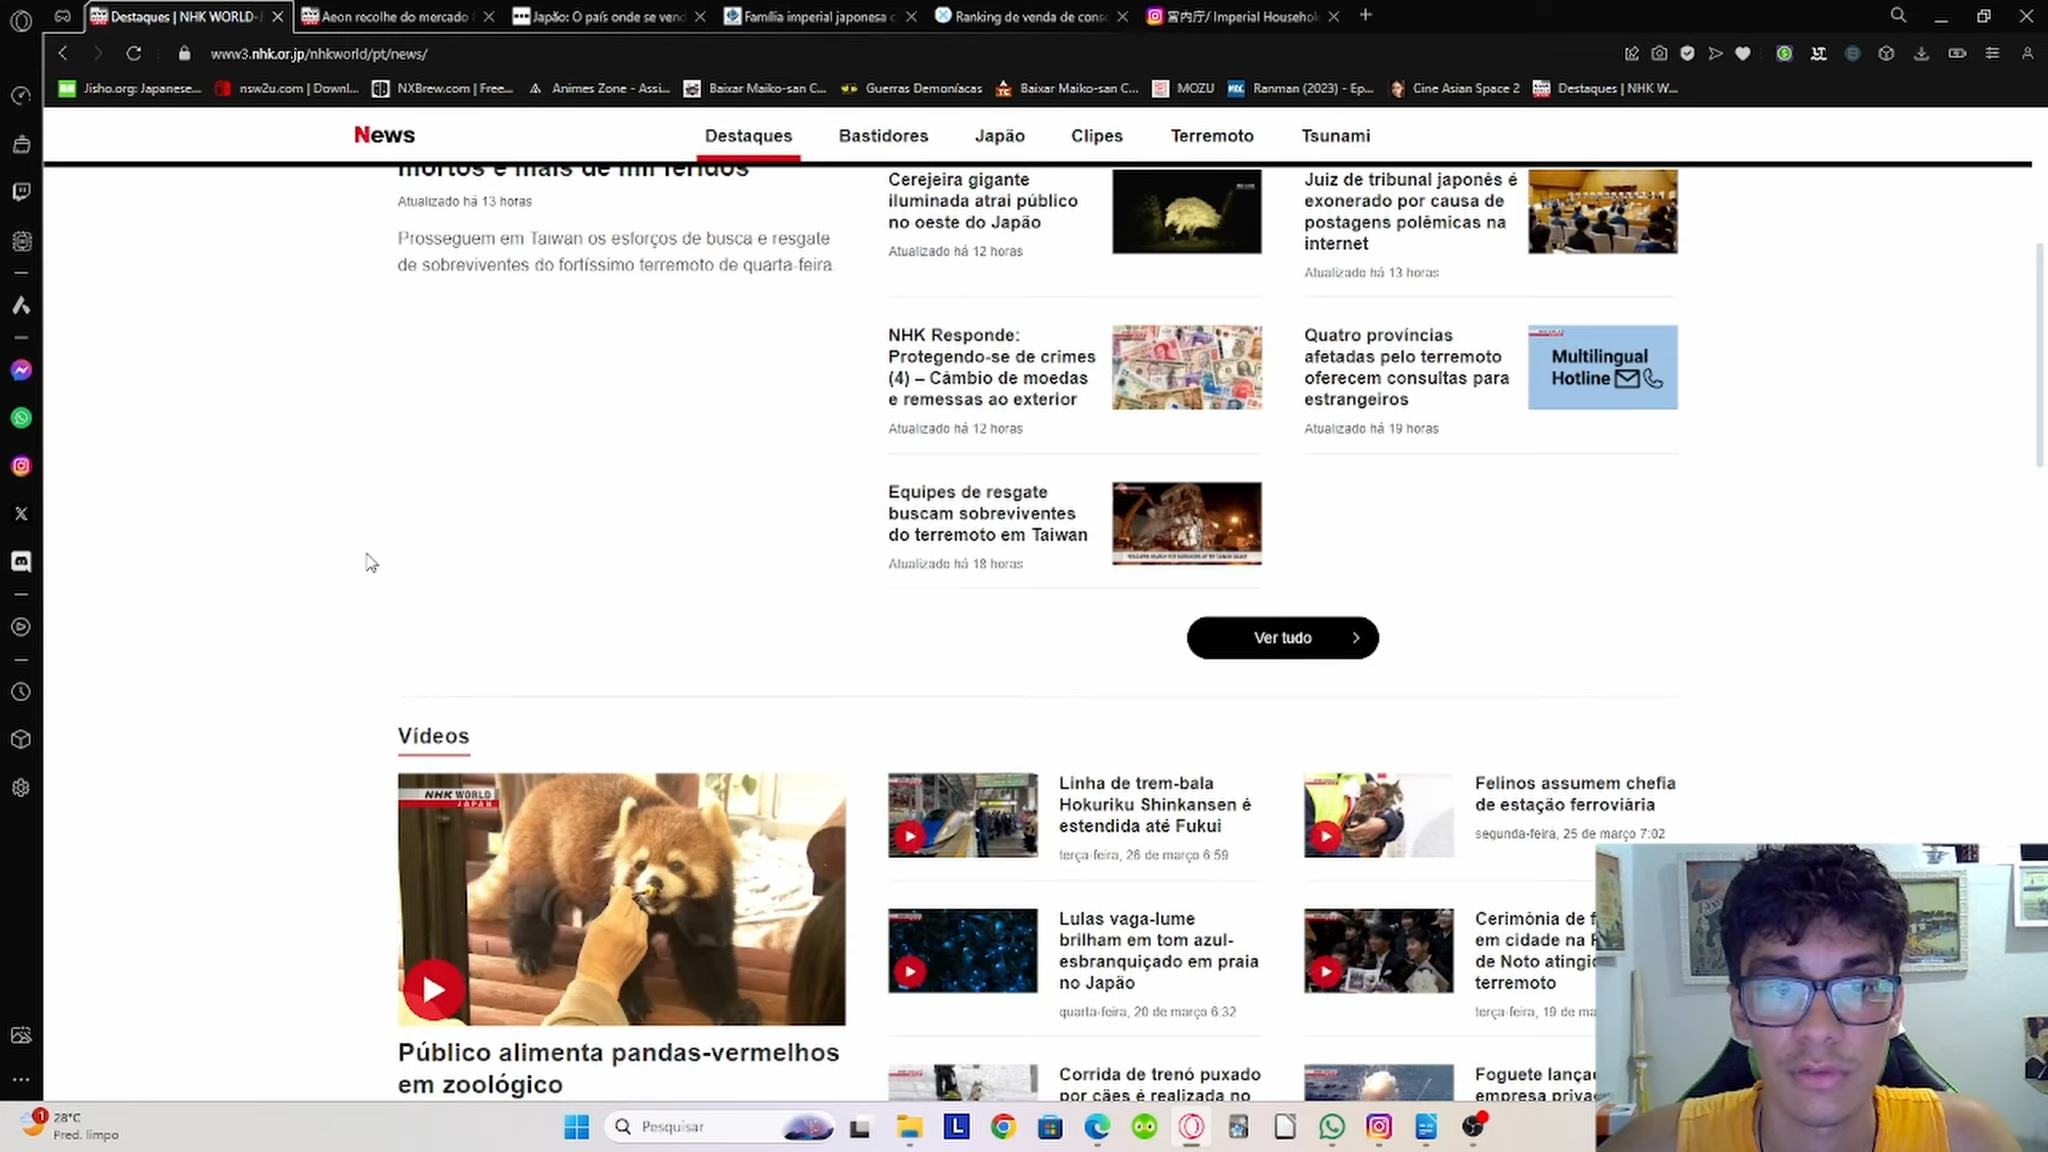 Destaques | NHK WORLD-
Aeon recolhe do mercado
Japão: O país onde se vend
Família imperial japonesa c
Ranking de venda de cons
宮内庁/ Imperial Househo
www3.nhk.or.jp/nhkworld/pt/news/
Jisho.org: Japanese...
nsw2u.com | Downl...
NXBrew.com | Free...
Animes Zone - Assi...
Baixar Maiko-san C...
Guerras Demoníacas
Baixar Maiko-san C...
MOZU
Ranman (2023) - Ep...
Cine Asian Space 2
Destaques | NHK W...
News
Destaques
Bastidores
Japão
Clipes
Terremoto
Tsunami
mortos e mais de mil feridos
Atualizado há 13 horas
Prosseguem em Taiwan os esforços de busca e resgate
de sobreviventes do fortíssimo terremoto de quarta-feira.
Cerejeira gigante
iluminada atrai público
no oeste do Japão
Atualizado há 12 horas
Juiz de tribunal japonês é
exonerado por causa de
postagens polêmicas na
internet
Atualizado há 13 horas
NHK Responde:
Protegendo-se de crimes
(4) – Câmbio de moedas
e remessas ao exterior
Atualizado há 12 horas
Quatro províncias
afetadas pelo terremoto
oferecem consultas para
estrangeiros
Atualizado há 19 horas
Multilingual
Hotline
Equipes de resgate
buscam sobreviventes
do terremoto em Taiwan
Atualizado há 18 horas
Ver tudo
Vídeos
NHK WORLD
JAPAN
Público alimenta pandas-vermelhos
em zoológico
Linha de trem-bala
Hokuriku Shinkansen é
estendida até Fukui
terça-feira, 26 de março 6:59
Felinos assumem chefia
de estação ferroviária
segunda-feira, 25 de março 7:02
Lulas vaga-lume
brilham em tom azul-
esbranquiçado em praia
no Japão
quarta-feira, 20 de março 6:32
Cerimônia de f
em cidade na
de Noto atingi
terremoto
terça-feira, 19 de ma
Corrida de trenó puxado
por cães é realizada no
Foguete lança
empresa priva
1
28°C
Pred. limpo
Pesquisar